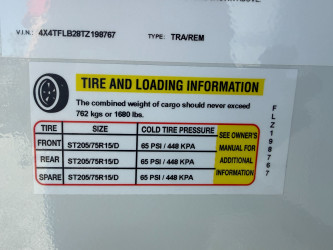 V.I.N.: 4X4TFLB28TZ198767 TYPE: TRA/REM
TIRE AND LOADING INFORMATION
The combined weight of cargo should never exceed
762 kgs or 1680 lbs.
TIRE SIZE COLD TIRE PRESSURE
FRONT ST205/75R15/D 65 PSI / 448 KPA
REAR ST205/75R15/D 65 PSI / 448 KPA
SPARE ST205/75R15/D 65 PSI / 448 KPA
SEE OWNER'S
MANUAL FOR
ADDITIONAL
INFORMATION
FLZ198767